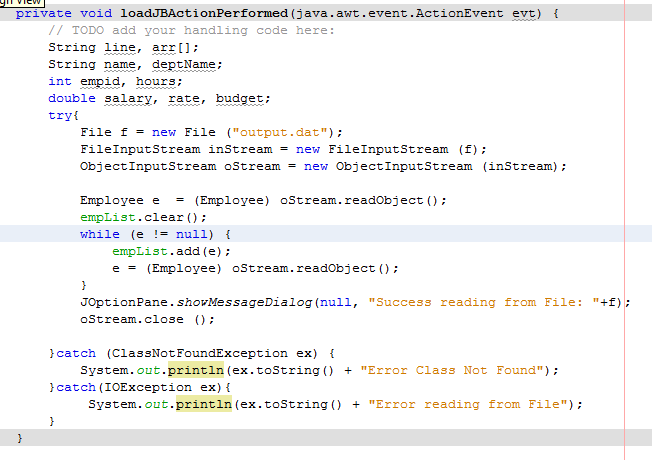 gn View
private void loadJBActionPerformed(java.awt.event.ActionEvent evt) {
// TODO add your handling code here:
String line, arr[];
String name, deptName;
int empid, hours;
double salary, rate, budget;
try{
File f = new File ("output.dat");
FileInputStream inStream = new FileInputStream (f);
ObjectInputStream oStream = new ObjectInputStream (inStream);
Employee e  = (Employee) oStream.readObject();
empList.clear();
while (e != null) {
empList.add(e);
e = (Employee) oStream.readObject();
}
JOptionPane.showMessageDialog(null, "Success reading from File: "+f);
oStream.close ();
}catch (ClassNotFoundException ex) {
System.out.println(ex.toString() + "Error Class Not Found");
}catch(IOException ex){
System.out.println(ex.toString() + "Error reading from File");
}
}